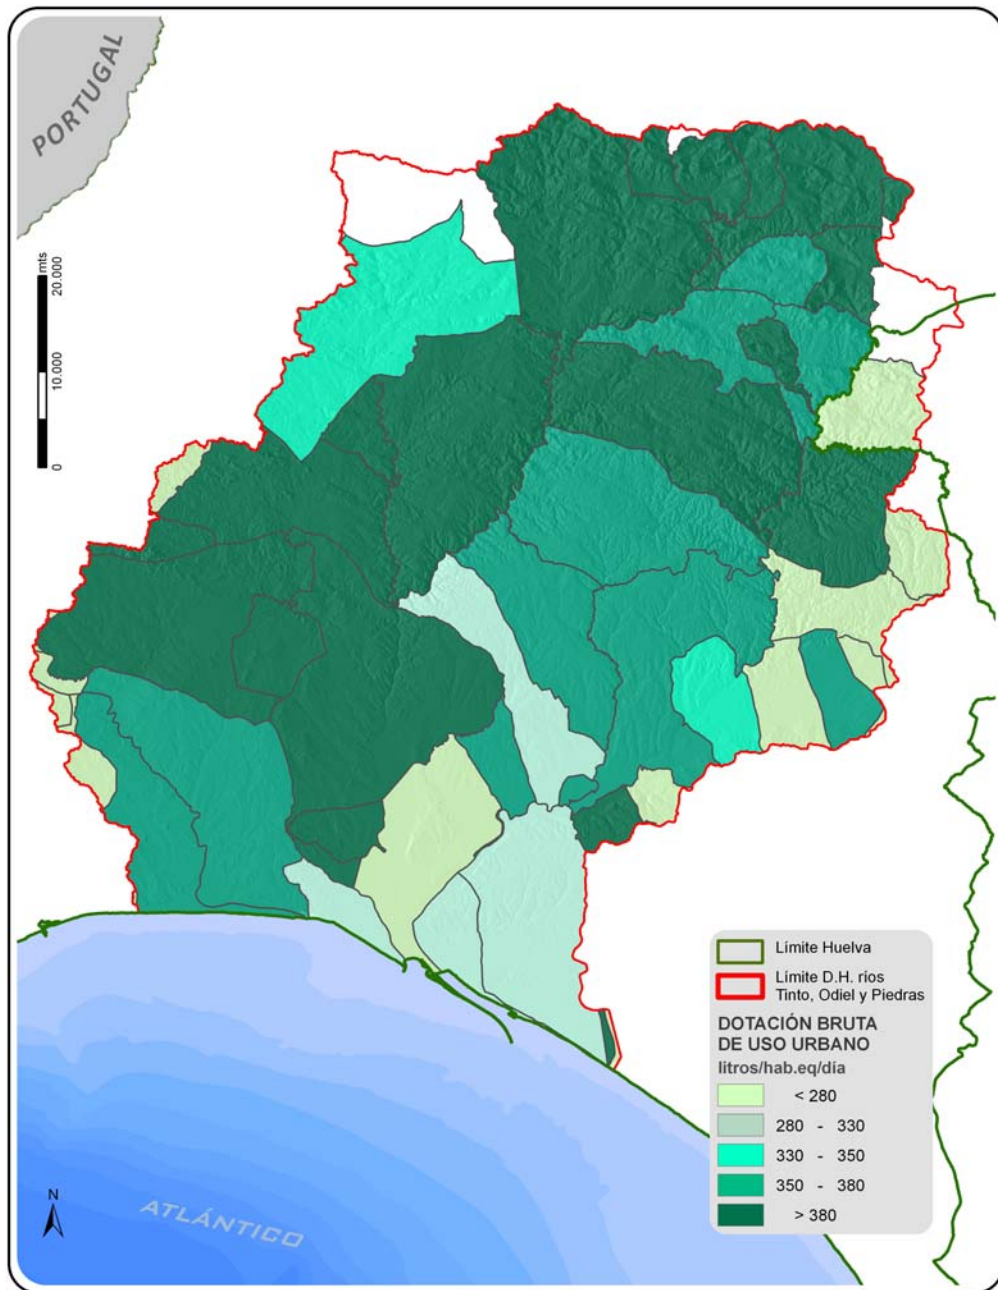 PORTUGAL
mts
20.000
10.000
0
Límite Huelva
Límite D.H. ríos
Tinto, Odiel y Piedras
DOTACIÓN BRUTA
DE USO URBANO
litros/hab.eq/día
< 280
280 - 330
330 - 350
350 - 380
> 380
N
ATLÁNTICO